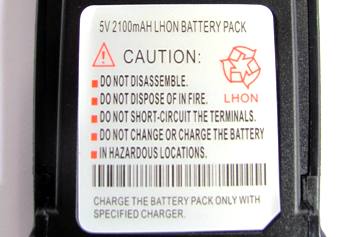 5V 2100mAH LHON BATTERY PACK
CAUTION:
DO NOT DISASSEMBLE.
DO NOT DISPOSE OF IN FIRE.
LHON
DO NOT SHORT-CIRCUIT THE TERMINALS.
DO NOT CHANGE OR CHARGE THE BATTERY
IN HAZARDOUS LOCATIONS.
CHARGE THE BATTERY PACK ONLY WITH
SPECIFIED CHARGER.